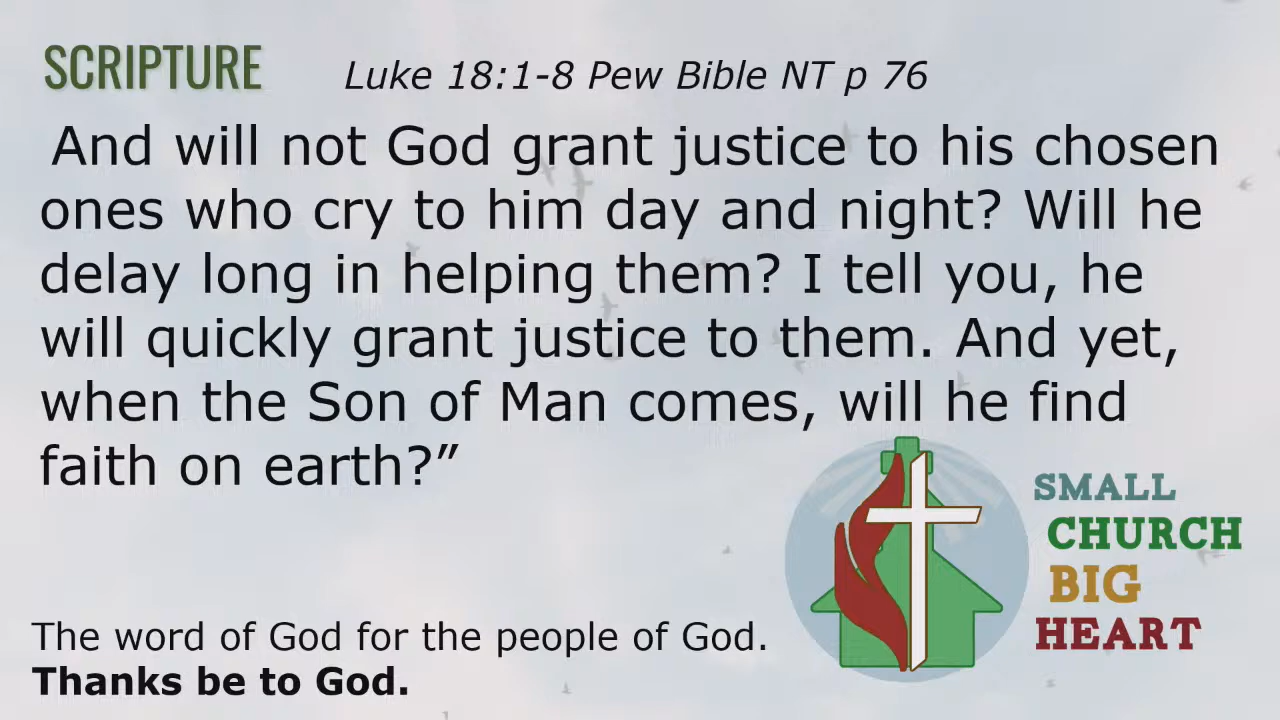 SCRIPTURE
Luke 18:1-8 Pew Bible NT p 76
And will not God grant justice to his chosen
ones who cry to him day and night? Will he
delay long in helping them? I tell you, he
will quickly grant justice to them. And yet,
when the Son of Man comes, will he find
faith on earth?”
SMALL
CHURCH
BIG
HEART
The word of God for the people of God.
Thanks be to God.